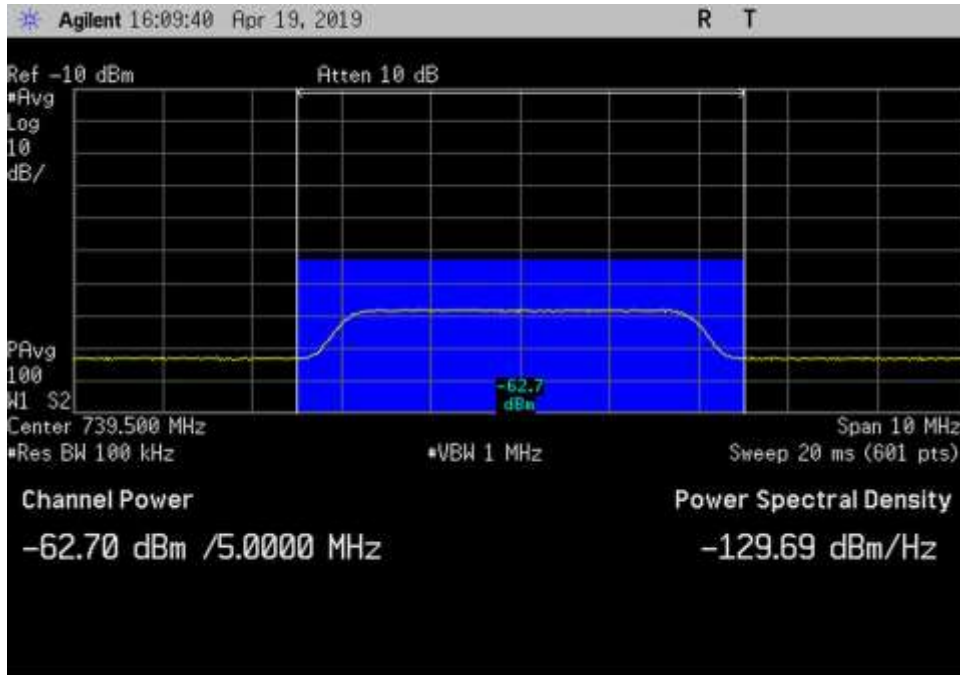 Agilent 16:09:40 Apr 19, 2019 R T
Ref -10 dBm Atten 10 dB
#Avg
Log
10
dB/
PAvg
100
W1 S2
-62.7
dBm
Center 739.500 MHz Span 10 MHz
#Res BW 100 kHz #VBW 1 MHz Sweep 20 ms (601 pts)
Channel Power Power Spectral Density
-62.70 dBm /5.0000 MHz -129.69 dBm/Hz